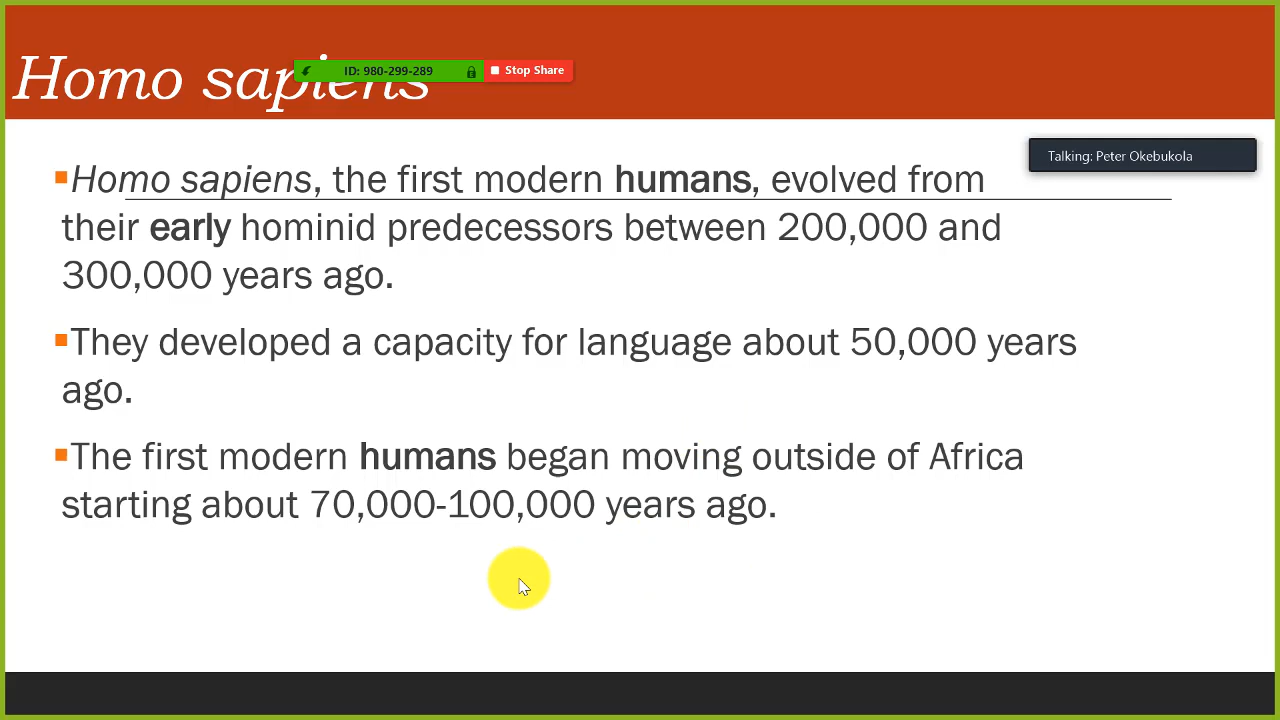 Homo sapiens
ID: 980-299-289
Stop Share
Talking: Peter Okebukola
▪Homo sapiens, the first modern humans, evolved from
their early hominid predecessors between 200,000 and
300,000 years ago.
▪They developed a capacity for language about 50,000 years
ago.
▪The first modern humans began moving outside of Africa
starting about 70,000-100,000 years ago.